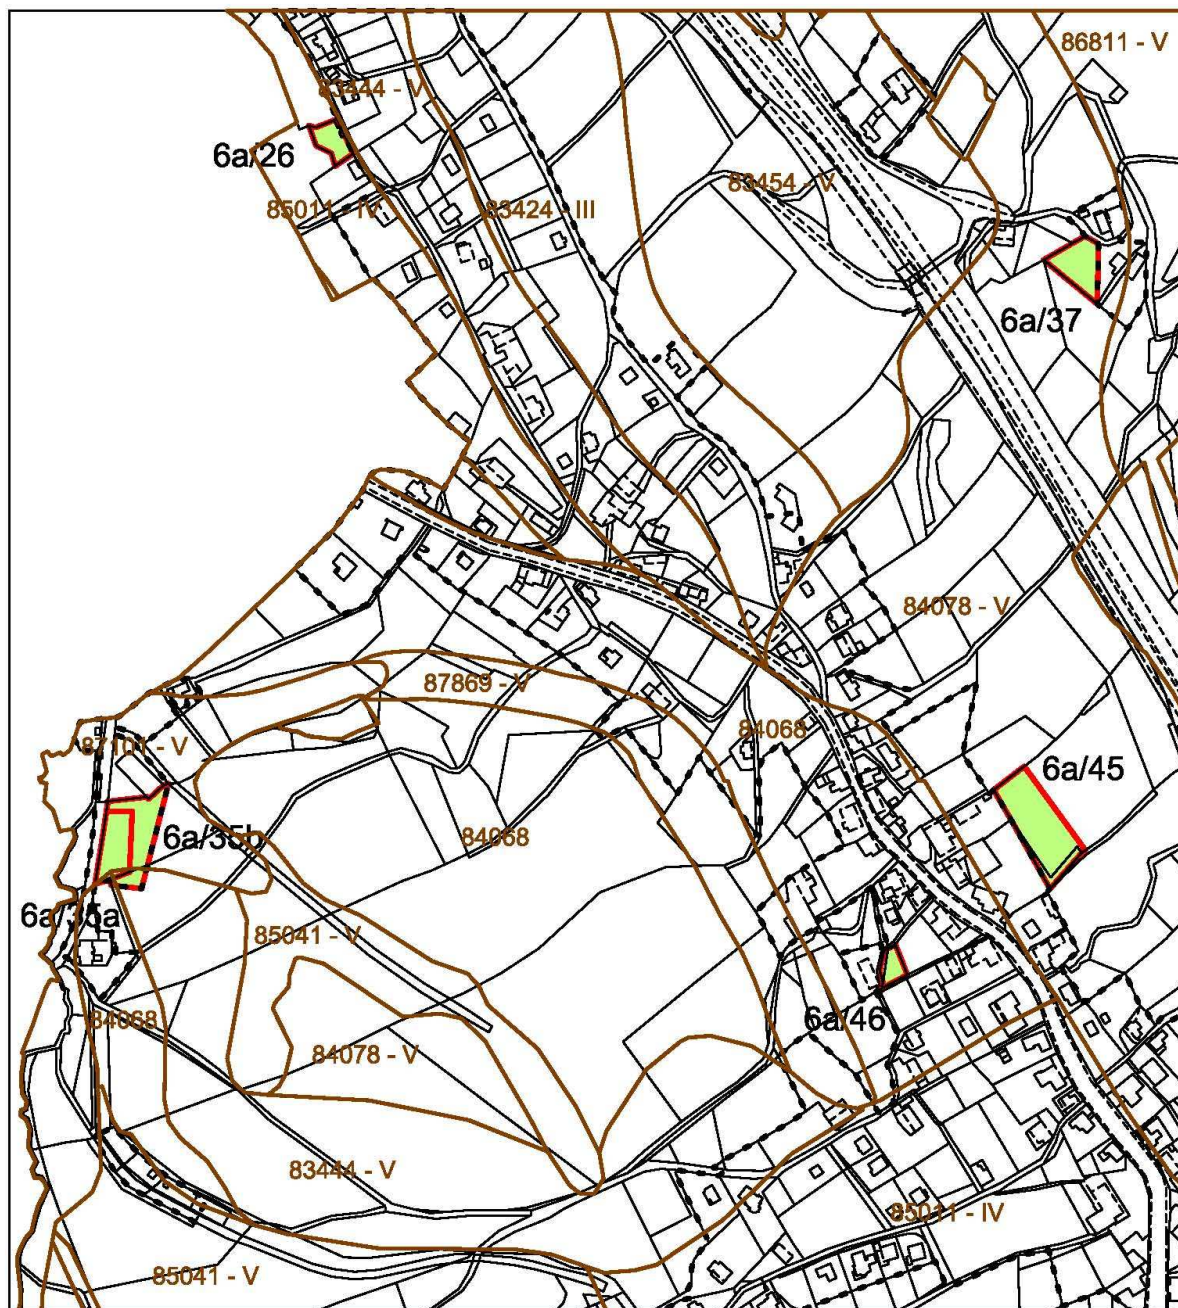 86811 - V
83444 - V
6a/26
83454 - V
85011 - IV
83424 - III
6a/37
84078 - V
87869 - V
84068
87101 - V
6a/45
6a/35b
84068
6a/35a
85041 - V
84068
6a/46
84078 - V
83444 - V
85011 - IV
85041 - V